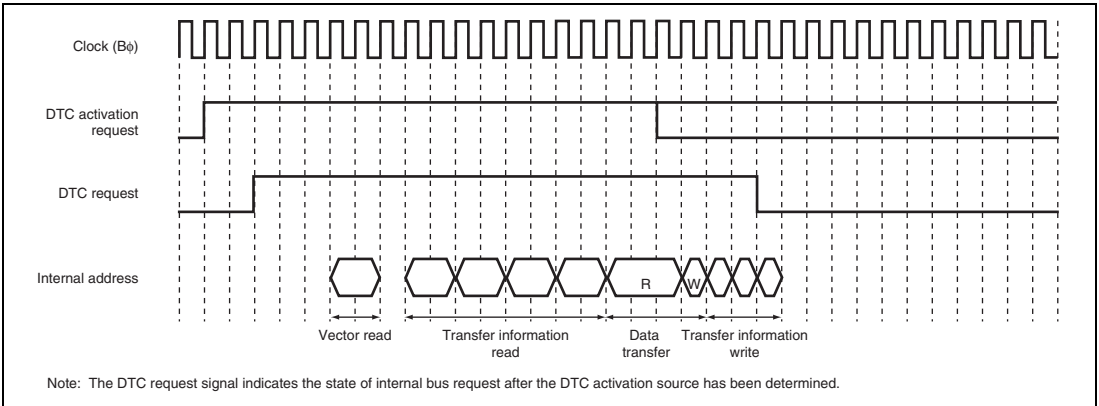 Clock (Bφ)
DTC activation
request
DTC request
Internal address
R
W
Vector read
Transfer information
read
Data
transfer
Transfer information
write
Note: The DTC request signal indicates the state of internal bus request after the DTC activation source has been determined.